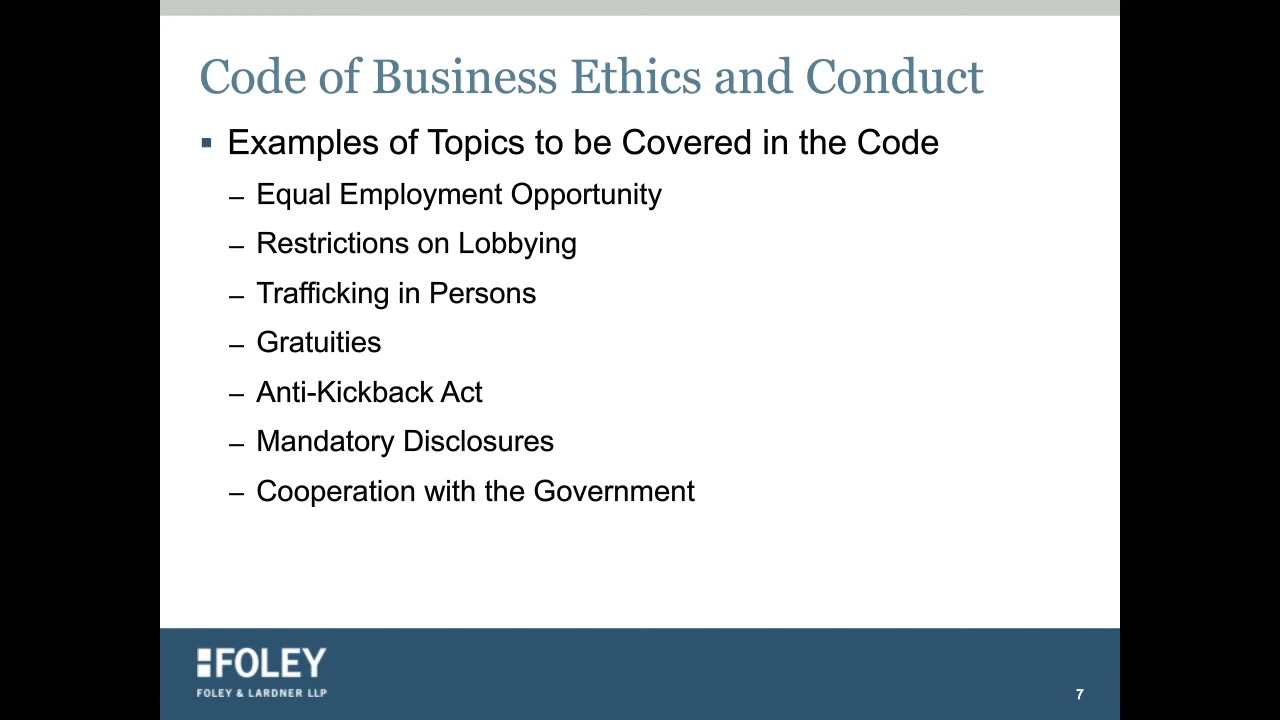 Code of Business Ethics and Conduct
▪ Examples of Topics to be Covered in the Code
– Equal Employment Opportunity
– Restrictions on Lobbying
– Trafficking in Persons
– Gratuities
– Anti-Kickback Act
– Mandatory Disclosures
– Cooperation with the Government
FOLEY
FOLEY & LARDNER LLP
7